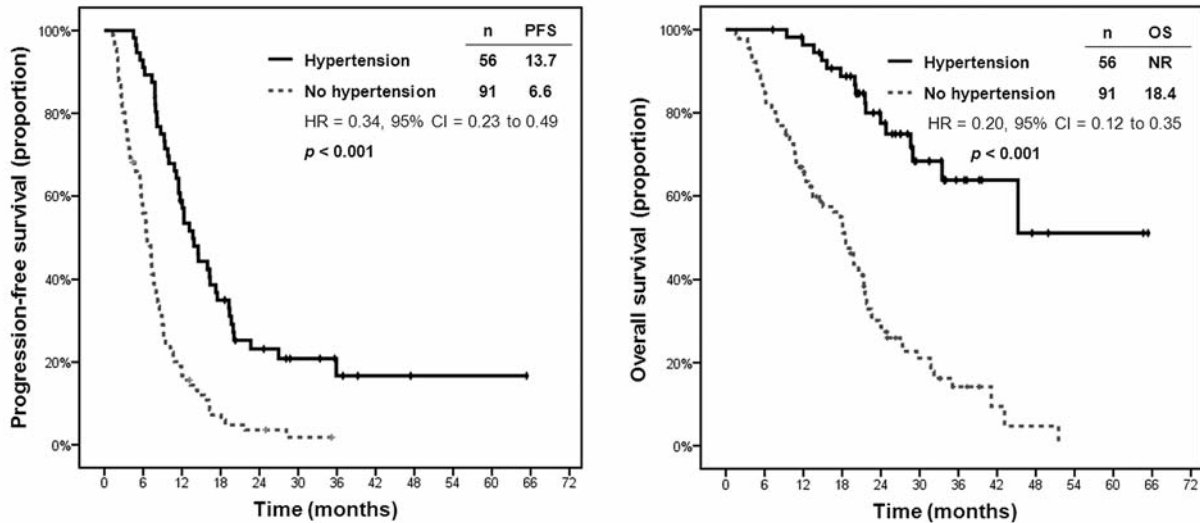 n PFS
Hypertension 56 13.7
No hypertension 91 6.6
HR = 0.34, 95% CI = 0.23 to 0.49
p < 0.001
Progression-free survival (proportion)
100%
80%
60%
40%
20%
0%
0 6 12 18 24 30 36 42 48 54 60 66 72
Time (months)
n OS
Hypertension 56 NR
No hypertension 91 18.4
HR = 0.20, 95% CI = 0.12 to 0.35
p < 0.001
Overall survival (proportion)
100%
80%
60%
40%
20%
0%
0 6 12 18 24 30 36 42 48 54 60 66 72
Time (months)